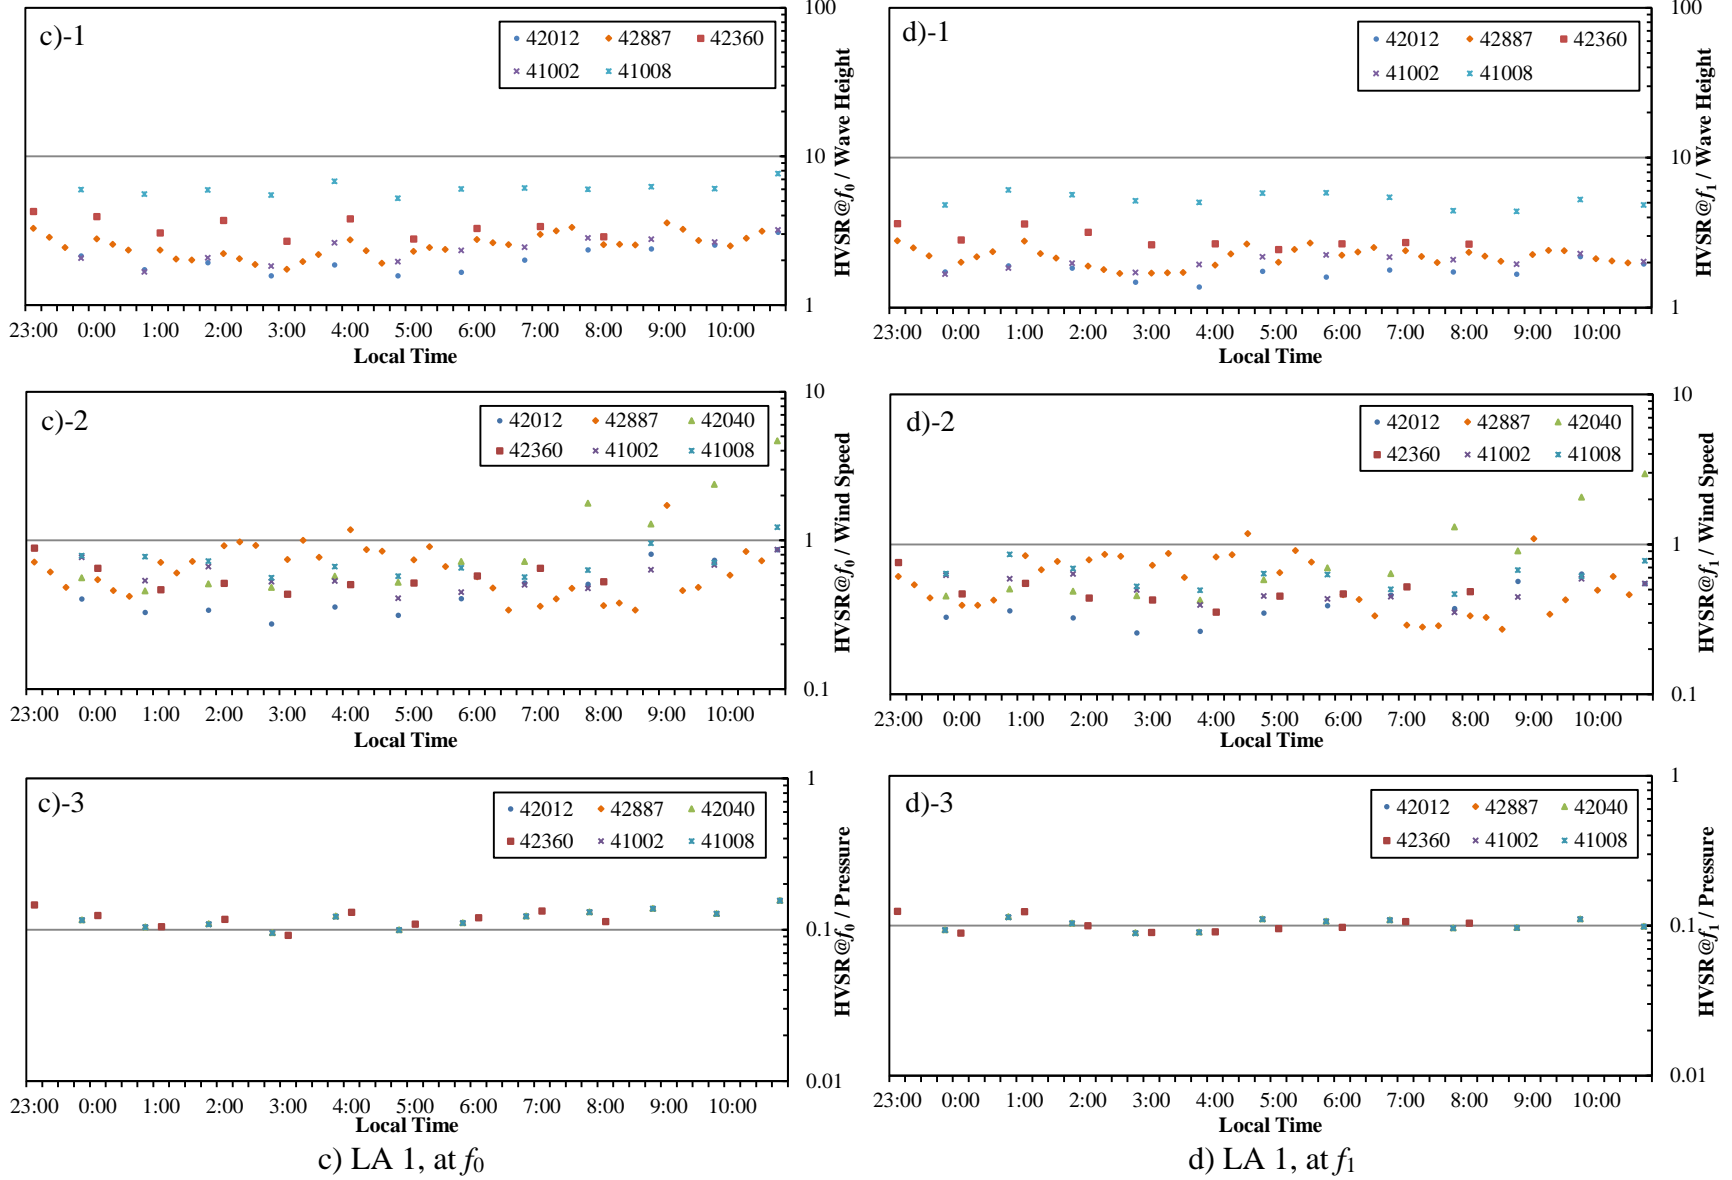 c)-1
42012 42887 42360
41002 41008
100
10
1
HVSR@f0 / Wave Height
23:00 0:00 1:00 2:00 3:00 4:00 5:00 6:00 7:00 8:00 9:00 10:00
Local Time
d)-1
42012 42887 42360
41002 41008
100
10
1
HVSR@f1 / Wave Height
23:00 0:00 1:00 2:00 3:00 4:00 5:00 6:00 7:00 8:00 9:00 10:00
Local Time
c)-2
42012 42887 42040
42360 41002 41008
10
1
0.1
HVSR@f0 / Wind Speed
23:00 0:00 1:00 2:00 3:00 4:00 5:00 6:00 7:00 8:00 9:00 10:00
Local Time
d)-2
42012 42887 42040
42360 41002 41008
10
1
0.1
HVSR@f1 / Wind Speed
23:00 0:00 1:00 2:00 3:00 4:00 5:00 6:00 7:00 8:00 9:00 10:00
Local Time
c)-3
42012 42887 42040
42360 41002 41008
1
0.1
0.01
HVSR@f0 / Pressure
23:00 0:00 1:00 2:00 3:00 4:00 5:00 6:00 7:00 8:00 9:00 10:00
Local Time
d)-3
42012 42887 42040
42360 41002 41008
1
0.1
0.01
HVSR@f1 / Pressure
23:00 0:00 1:00 2:00 3:00 4:00 5:00 6:00 7:00 8:00 9:00 10:00
Local Time
c) LA 1, at f0
d) LA 1, at f1